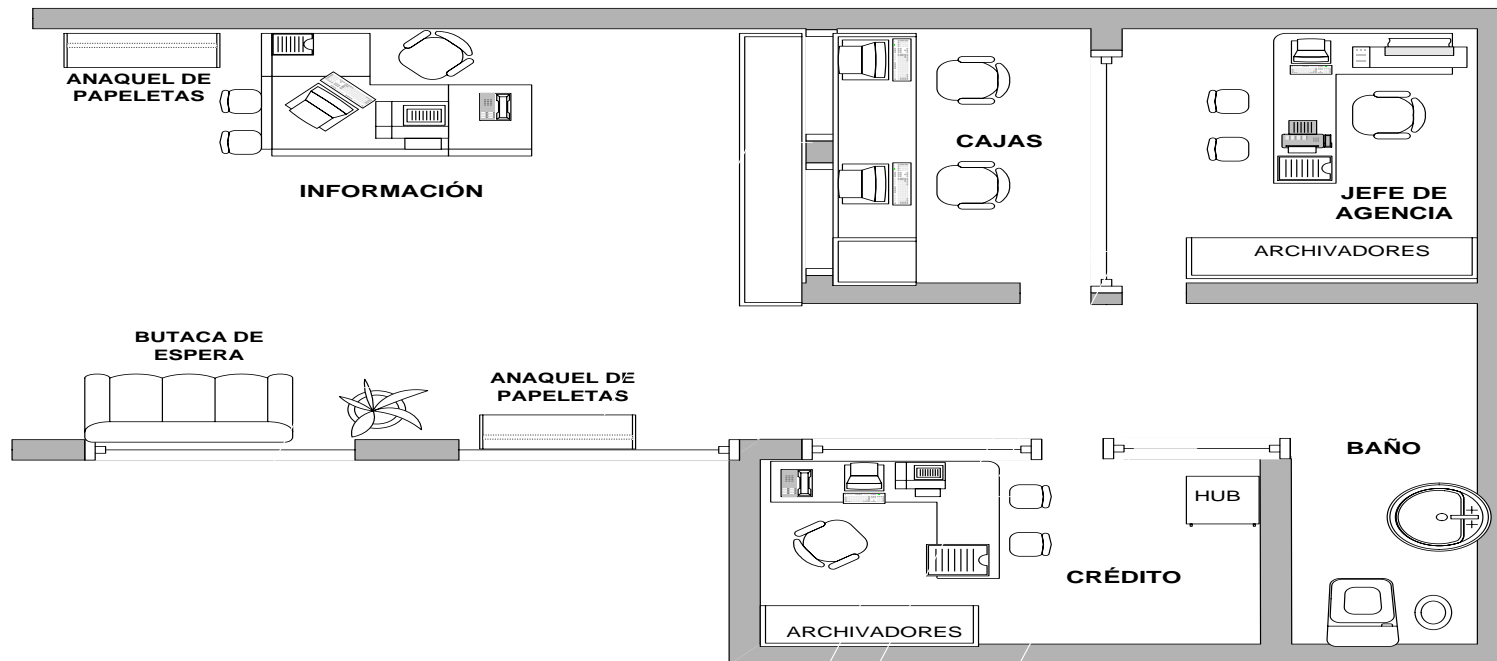 ANAQUEL DE
PAPELETAS
INFORMACIÓN
CAJAS
JEFE DE
AGENCIA
ARCHIVADORES
BUTACA DE
ESPERA
ANAQUEL DE
PAPELETAS
BAÑO
HUB
CRÉDITO
ARCHIVADORES